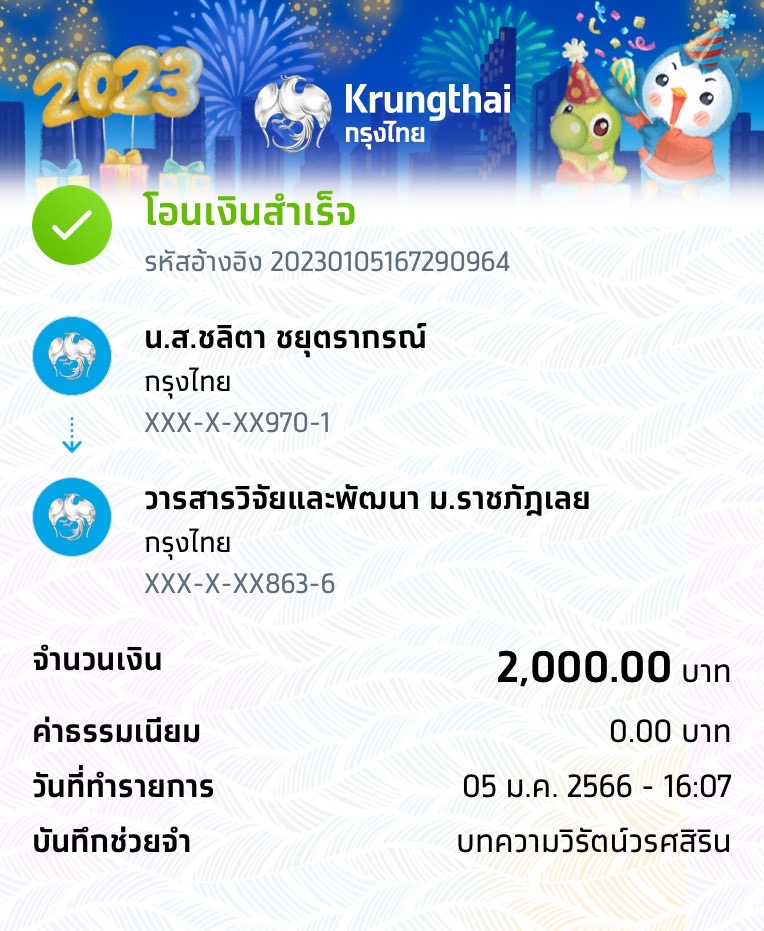 2023
Krungthai
กรุงไทย
โอนเงินสำเร็จ
รหัสอ้างอิง 20230105167290964
น.ส.ชลิตา ชยุตรากรณ์
กรุงไทย
XXX-X-XX970-1
วารสารวิจัยและพัฒนา ม.ราชภัฎเลย
กรุงไทย
XXX-X-XX863-6
จำนวนเงิน 2,000.00 บาท
ค่าธรรมเนียม 0.00 บาท
วันที่ทำรายการ 05 ม.ค. 2566 - 16:07
บันทึกช่วยจำ บทความวิรัตน์วรศสิริน